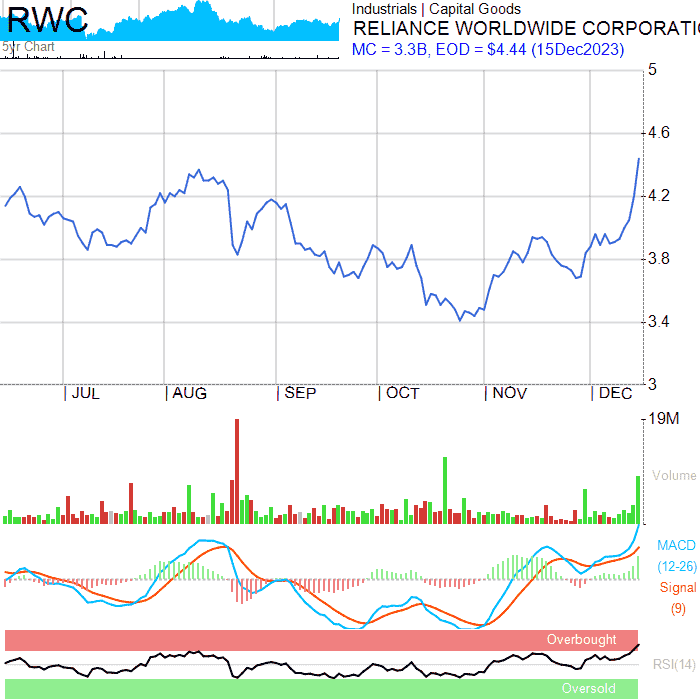 RWC
5yr Chart
Industrials | Capital Goods
RELIANCE WORLDWIDE CORPORATI
MC = 3.3B, EOD = $4.44 (15Dec2023)
5
4.6
4.2
3.8
3.4
3
| JUL | AUG | SEP | OCT | NOV | DEC
19M
Volume
MACD
(12-26)
Signal
(9)
Overbought
RSI(14)
Oversold